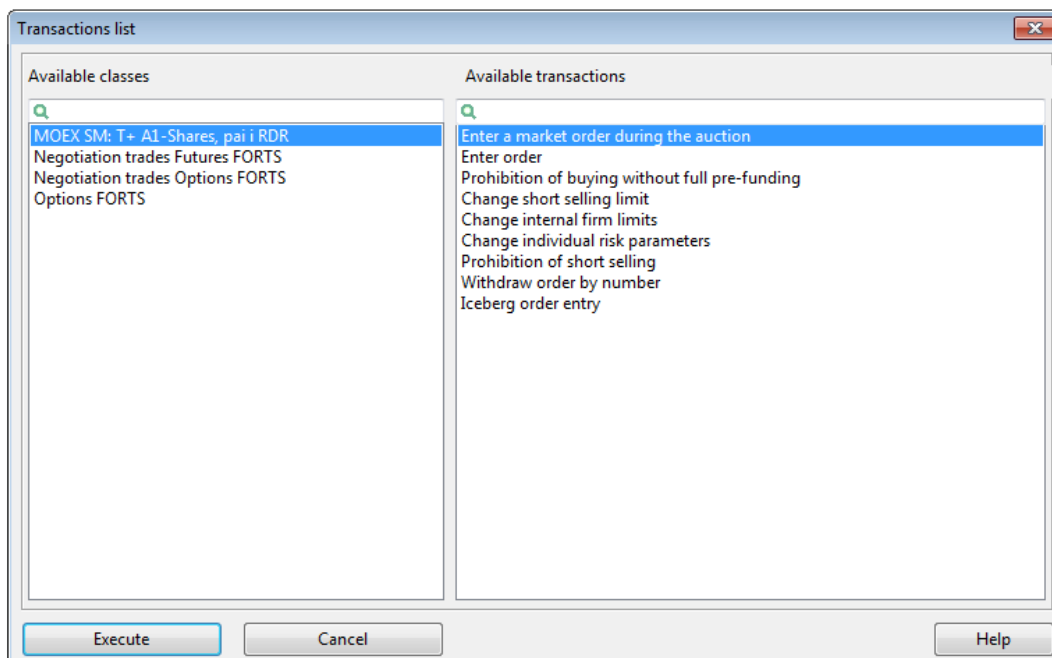 Transactions list
Available classes
MOEX SM: T+ A1-Shares, pai i RDR
Negotiation trades Futures FORTS
Negotiation trades Options FORTS
Options FORTS
Available transactions
Enter a market order during the auction
Enter order
Prohibition of buying without full pre-funding
Change short selling limit
Change internal firm limits
Change individual risk parameters
Prohibition of short selling
Withdraw order by number
Iceberg order entry
Execute
Cancel
Help